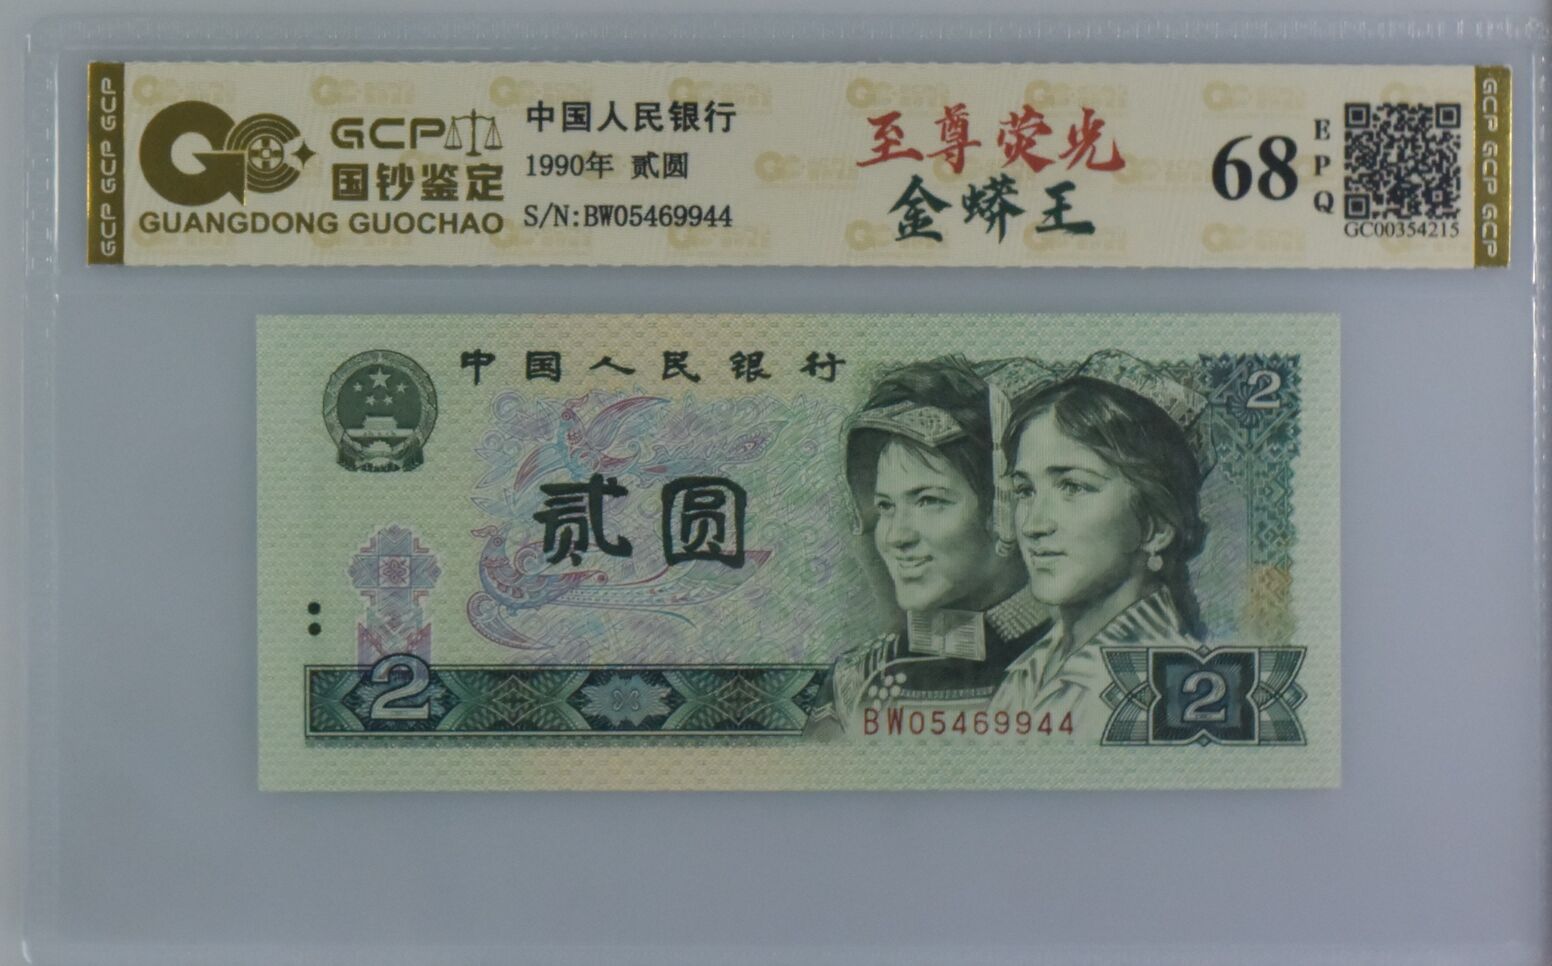 GCP GCP GCP
GCP
国钞鉴定
GUANGDONG GUOCHAO
中国人民银行
1990年 贰圆
S/N:BW05469944
至尊荧光
金蟒王
68
EPQ
GC00354215
GCP GCP GCP
中国人民银行
2
贰圆
2
BW05469944
2